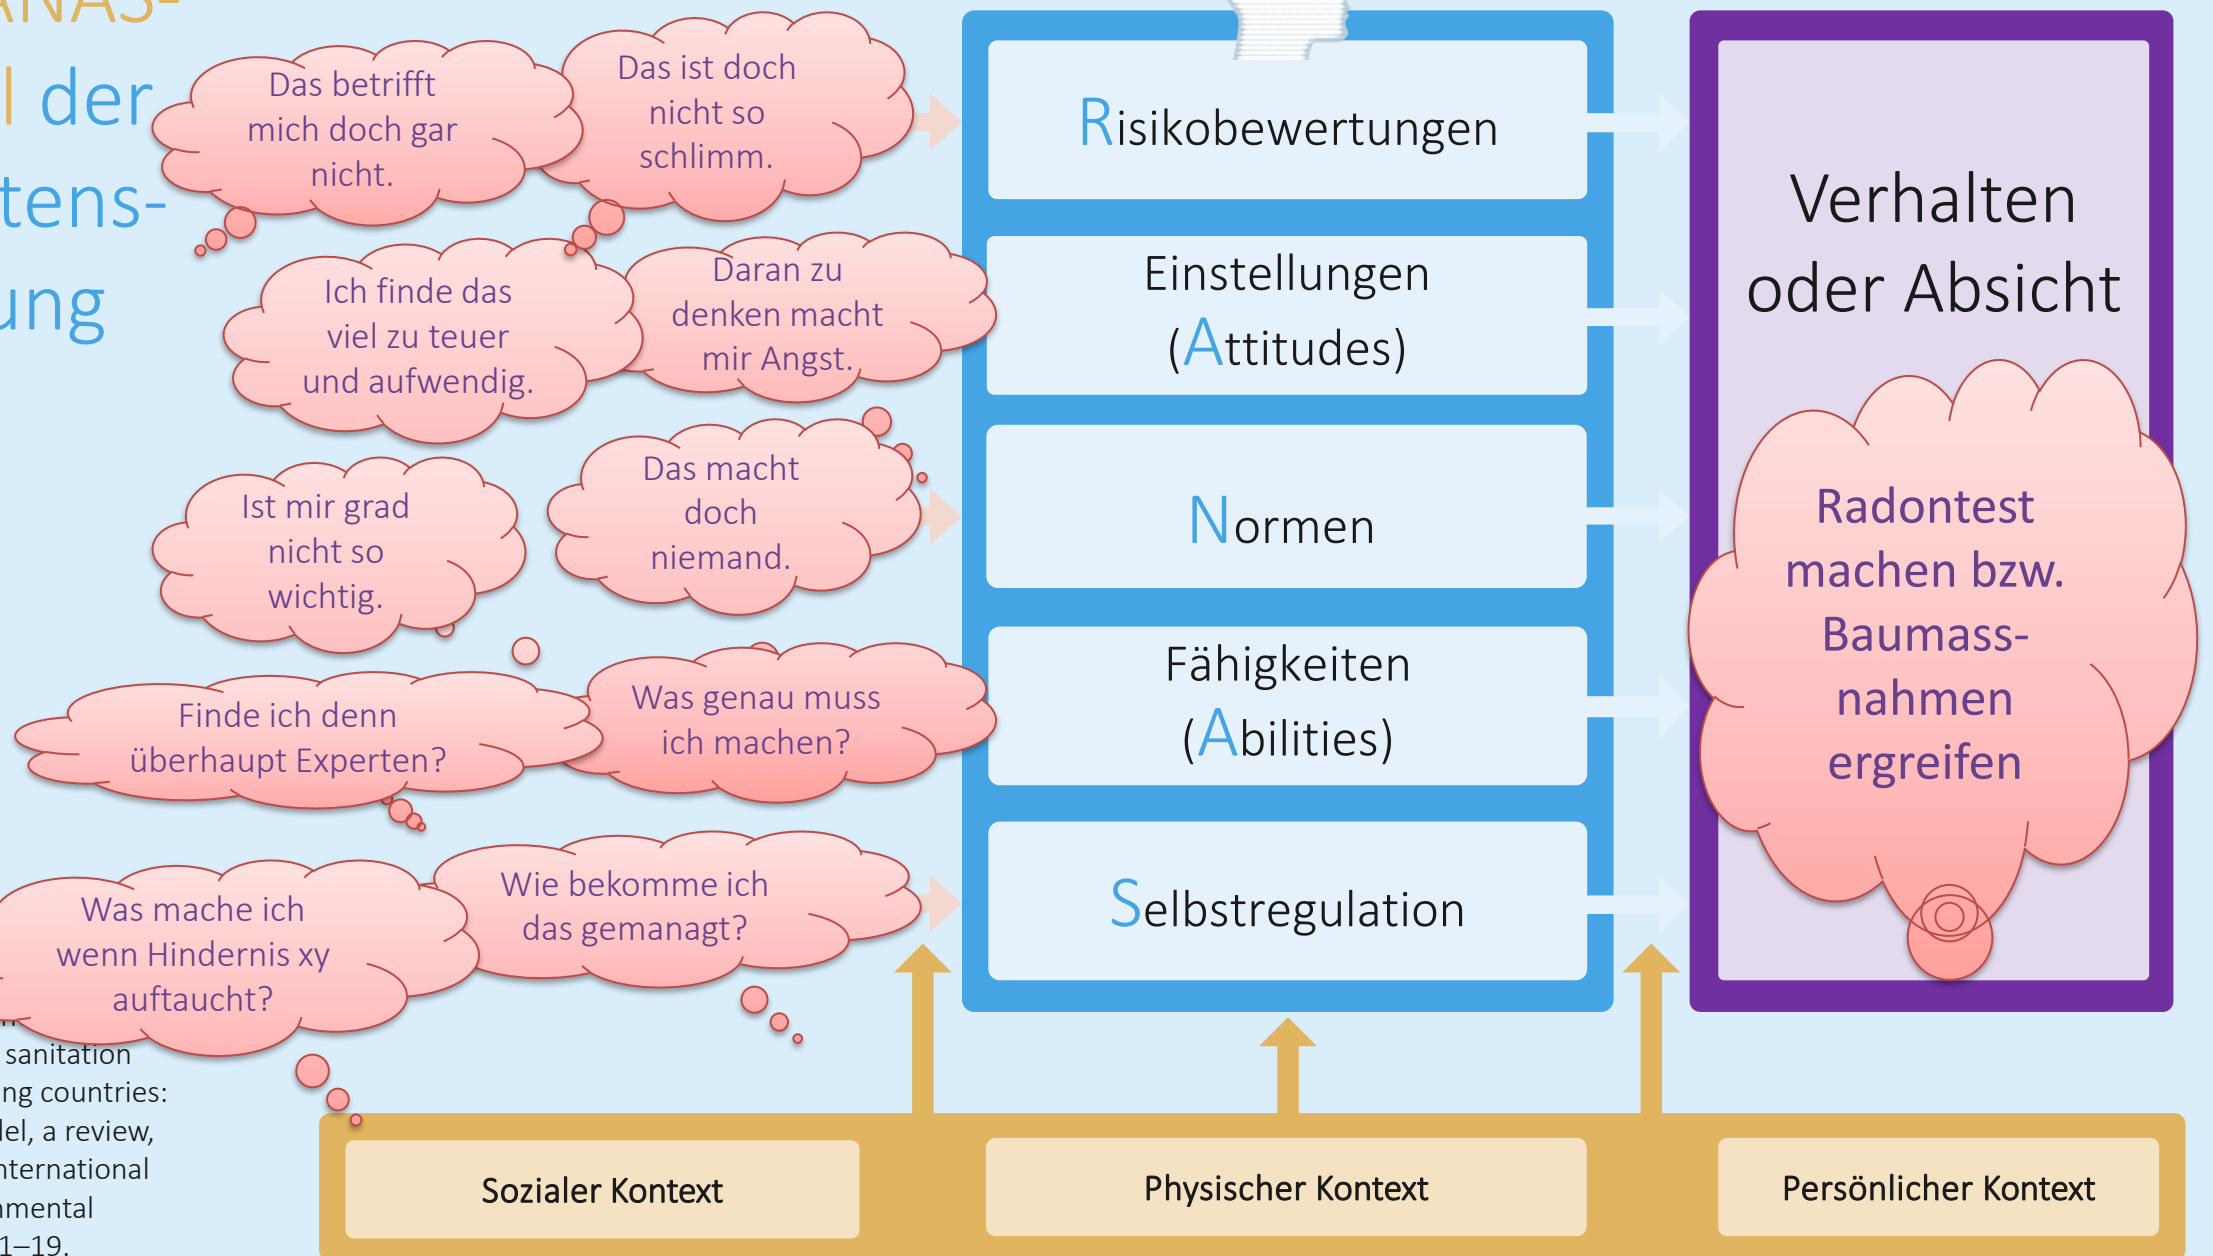 ANAS-
l der
tens-
ung
Das betrifft
mich doch gar
nicht.
Das ist doch
nicht so
schlimm.
Ich finde das
viel zu teuer
und aufwendig.
Daran zu
denken macht
mir Angst.
Ist mir grad
nicht so
wichtig.
Das macht
doch
niemand.
Finde ich denn
überhaupt Experten?
Was genau muss
ich machen?
Was mache ich
wenn Hindernis xy
auftaucht?
Wie bekomme ich
das gemanagt?
sanitation
ng countries:
del, a review,
nternational
nmental
1–19.
Risikobewertungen
Einstellungen
(Attitudes)
Normen
Fähigkeiten
(Abilities)
Selbstregulation
Verhalten
oder Absicht
Radontest
machen bzw.
Baumass-
nahmen
ergreifen
Sozialer Kontext
Physischer Kontext
Persönlicher Kontext